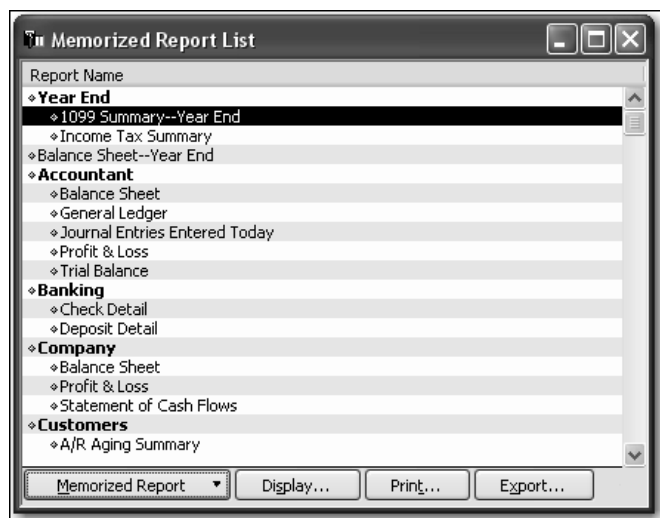 Memorized Report List
Report Name
Year End
1099 Summary--Year End
Income Tax Summary
Balance Sheet--Year End
Accountant
Balance Sheet
General Ledger
Journal Entries Entered Today
Profit & Loss
Trial Balance
Banking
Check Detail
Deposit Detail
Company
Balance Sheet
Profit & Loss
Statement of Cash Flows
Customers
A/R Aging Summary
Memorized Report Display... Print... Export...